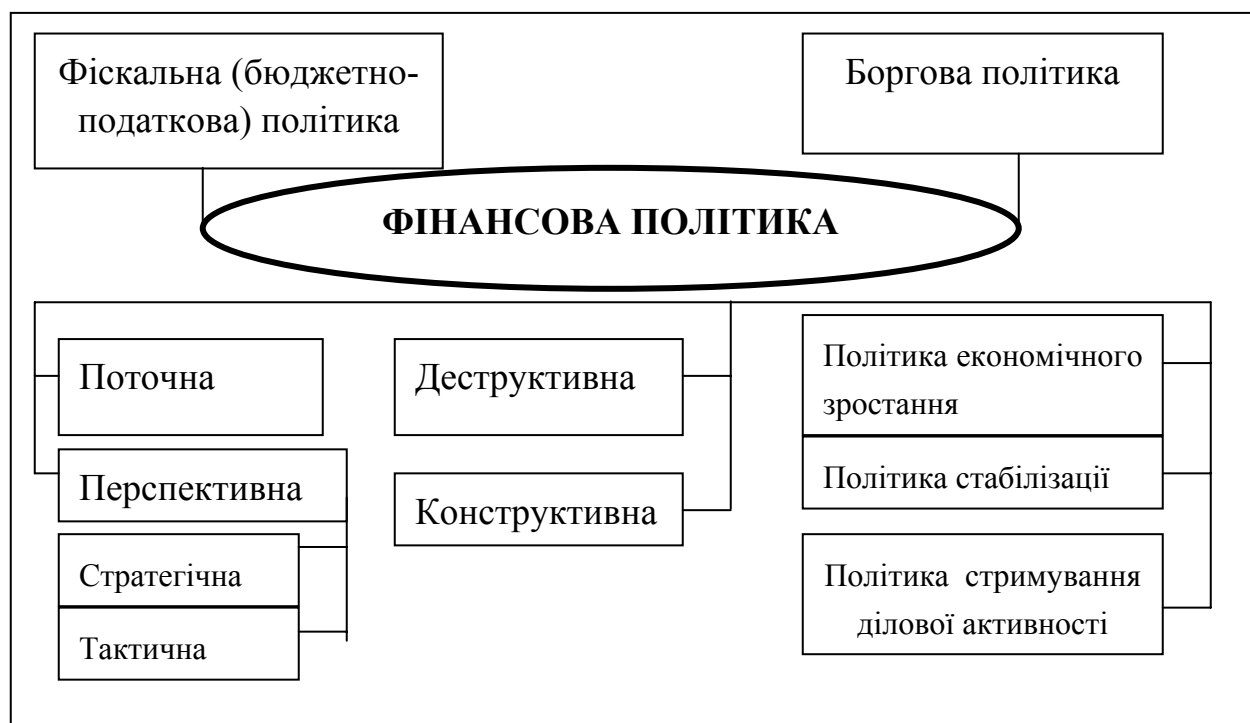 Фіскальна (бюджетно-
податкова) політика
Боргова політика
ФІНАНСОВА ПОЛІТИКА
Поточна
Перспективна
Стратегічна
Тактична
Деструктивна
Конструктивна
Політика економічного
зростання
Політика стабілізації
Політика стримування
ділової активності